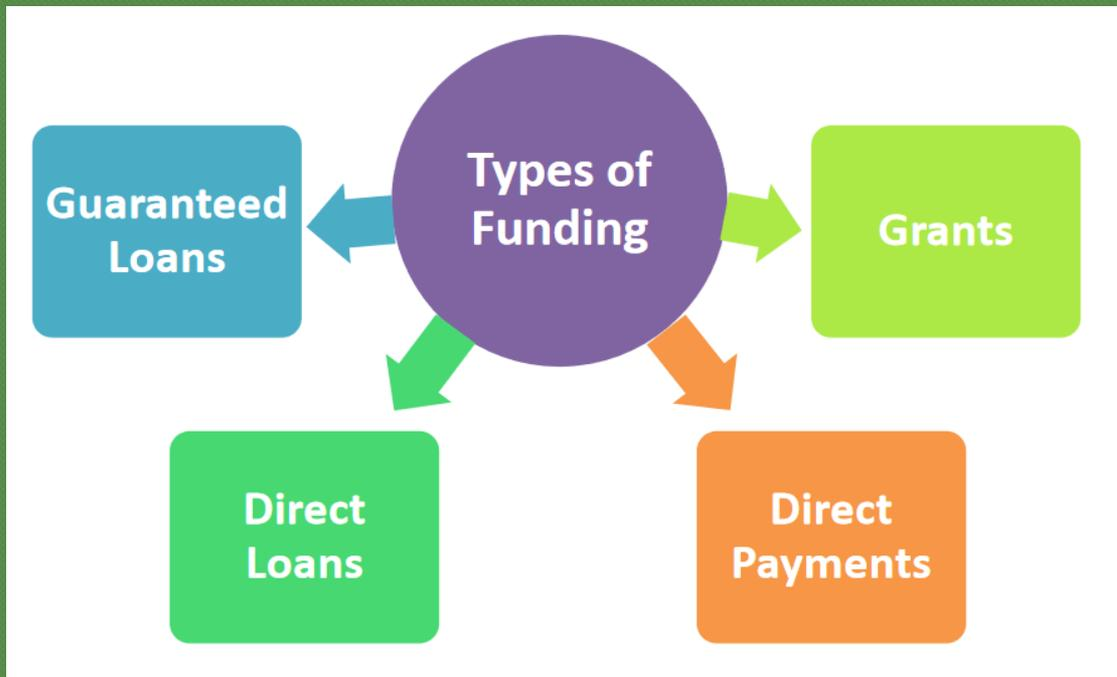 Types of
Funding
Guaranteed
Loans
Grants
Direct
Loans
Direct
Payments